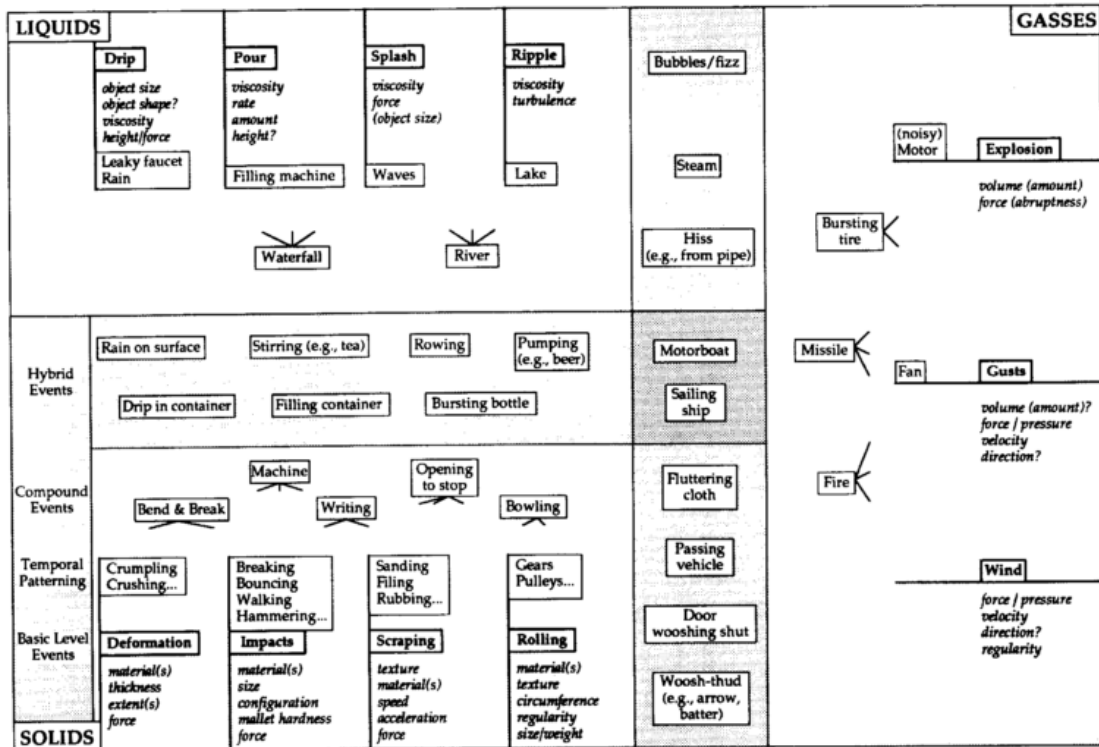 LIQUIDS
GASSES
Drip
object size
object shape?
viscosity
height/force
Leaky faucet
Rain
Pour
viscosity
rate
amount
height?
Filling machine
Splash
viscosity
force
(object size)
Waves
Ripple
viscosity
turbulence
Lake
Waterfall
River
Bubbles/fizz
Steam
Hiss
(e.g., from pipe)
(noisy)
Motor
Explosion
volume (amount)
force (abruptness)
Bursting
tire
Hybrid
Events
Rain on surface
Stirring (e.g., tea)
Rowing
Pumping
(e.g., beer)
Drip in container
Filling container
Bursting bottle
Motorboat
Sailing
ship
Missile
Fan
Gusts
volume (amount)?
force / pressure
velocity
direction?
Compound
Events
Machine
Opening
to stop
Bend & Break
Writing
Bowling
Fluttering
cloth
Fire
Temporal
Patterning
Crumpling
Crushing...
Breaking
Bouncing
Walking
Hammering...
Sanding
Filing
Rubbing...
Gears
Pulleys...
Passing
vehicle
Wind
force / pressure
velocity
direction?
regularity
Basic Level
Events
Deformation
material(s)
thickness
extent(s)
force
Impacts
material(s)
size
configuration
mallet hardness
force
Scraping
texture
material(s)
speed
acceleration
force
Rolling
material(s)
texture
circumference
regularity
size/weight
Door
wooshing shut
Woosh-thud
(e.g., arrow,
batter)
SOLIDS